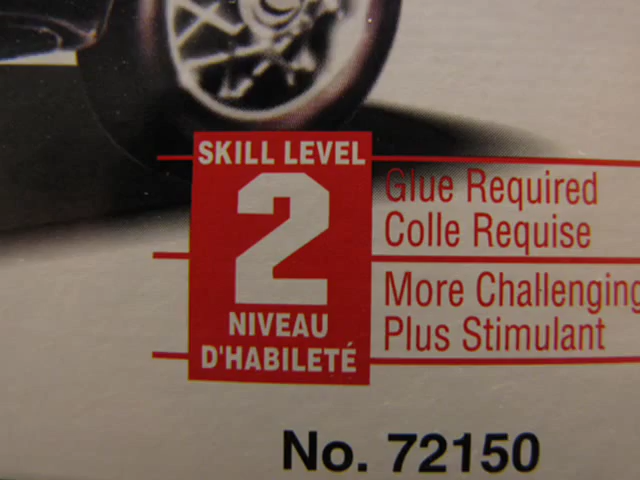 SKILL LEVEL
2
NIVEAU
D'HABILETÉ
Glue Required
Colle Requise
More Challenging
Plus Stimulant
No. 72150